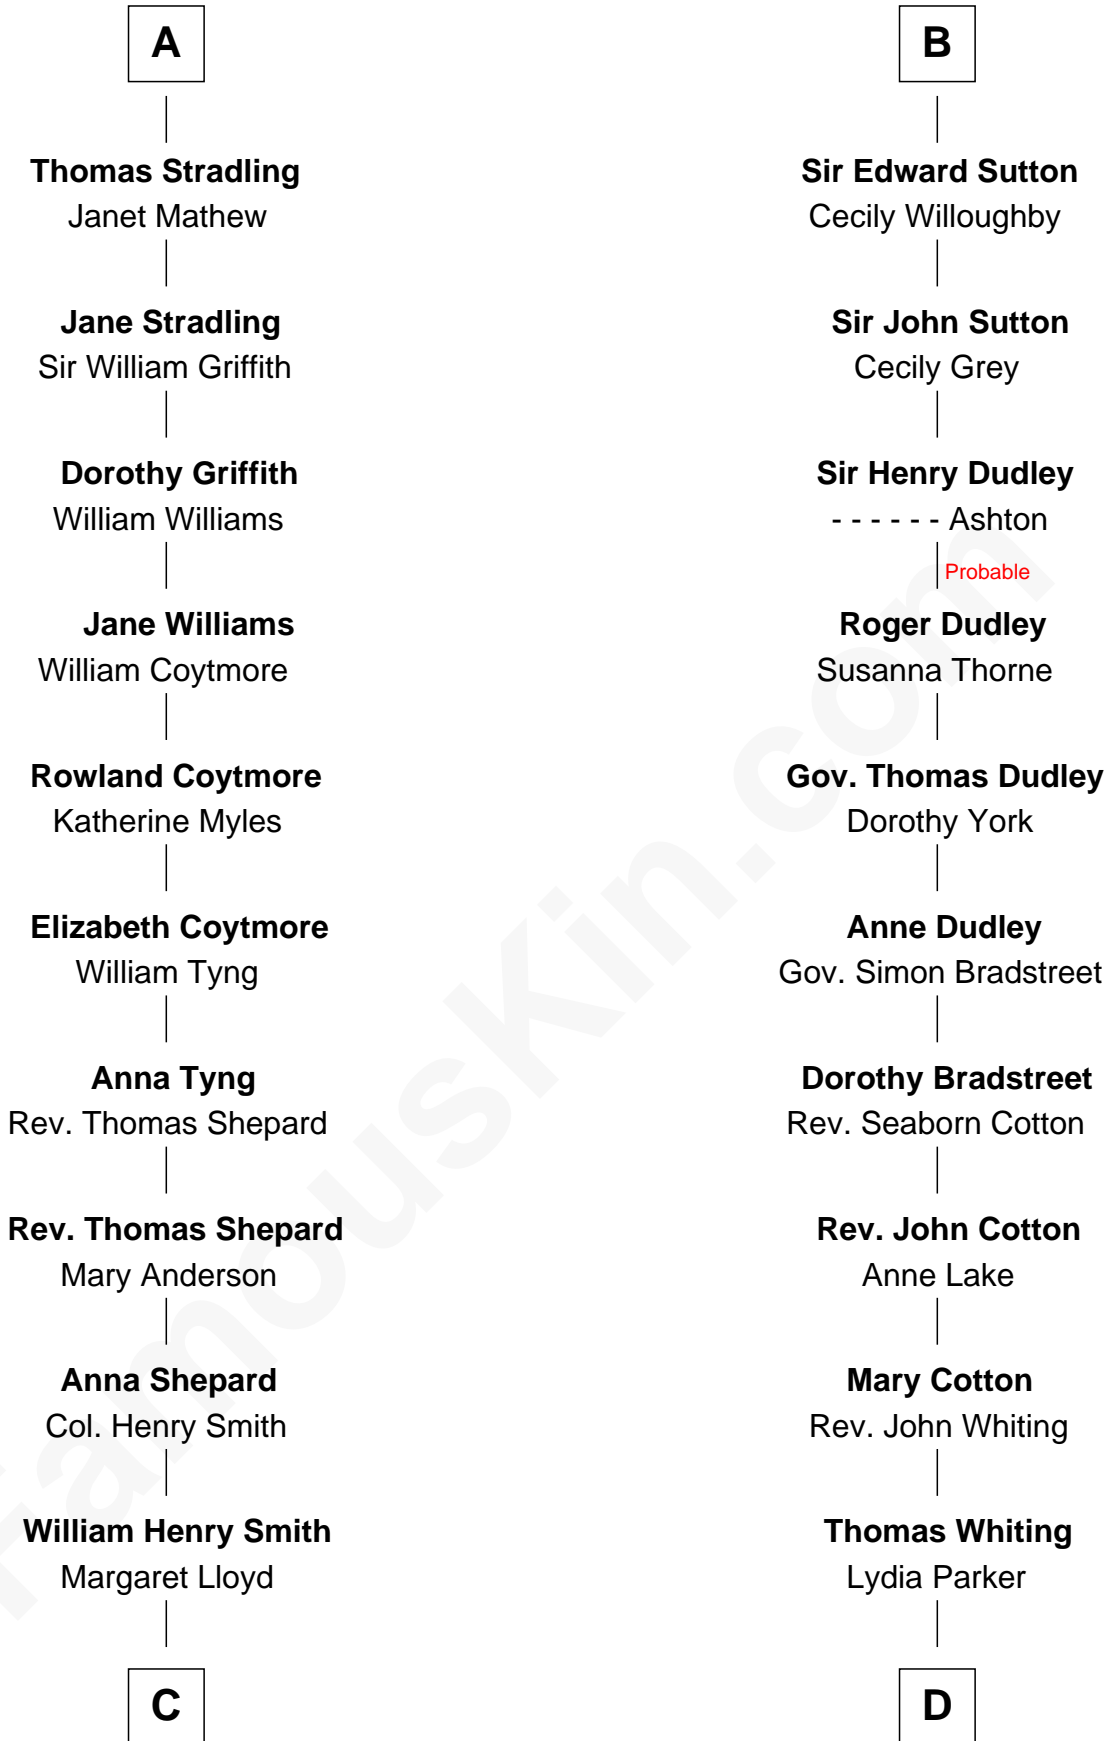 A
Thomas Stradling
Janet Mathew
Jane Stradling
Sir William Griffith
Dorothy Griffith
William Williams
Jane Williams
William Coytmore
Rowland Coytmore
Katherine Myles
Elizabeth Coytmore
William Tyng
Anna Tyng
Rev. Thomas Shepard
Rev. Thomas Shepard
Mary Anderson
Anna Shepard
Col. Henry Smith
William Henry Smith
Margaret Lloyd
C
B
Sir Edward Sutton
Cecily Willoughby
Sir John Sutton
Cecily Grey
Sir Henry Dudley
- - - - - - Ashton
Probable
Roger Dudley
Susanna Thorne
Gov. Thomas Dudley
Dorothy York
Anne Dudley
Gov. Simon Bradstreet
Dorothy Bradstreet
Rev. Seaborn Cotton
Rev. John Cotton
Anne Lake
Mary Cotton
Rev. John Whiting
Thomas Whiting
Lydia Parker
D
FamousKin.com